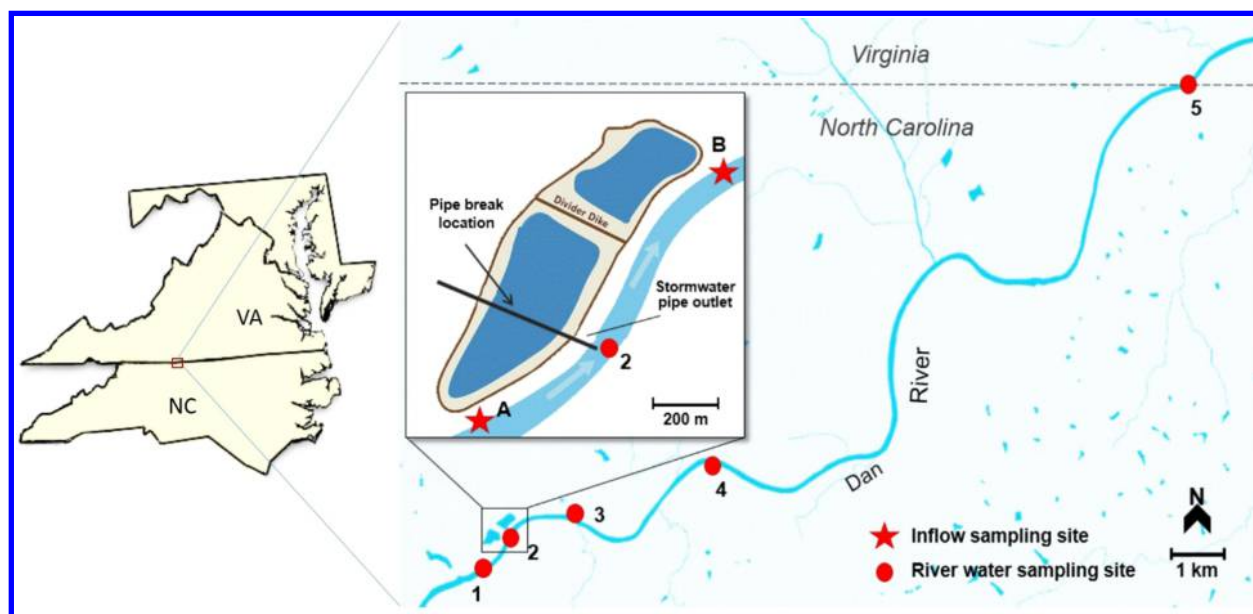 VA
NC
Virginia
North Carolina
5
B
Divider Dike
Pipe break
location
Stormwater
pipe outlet
2
A
200 m
River
Dan
4
3
2
1
N
Inflow sampling site
River water sampling site
1 km